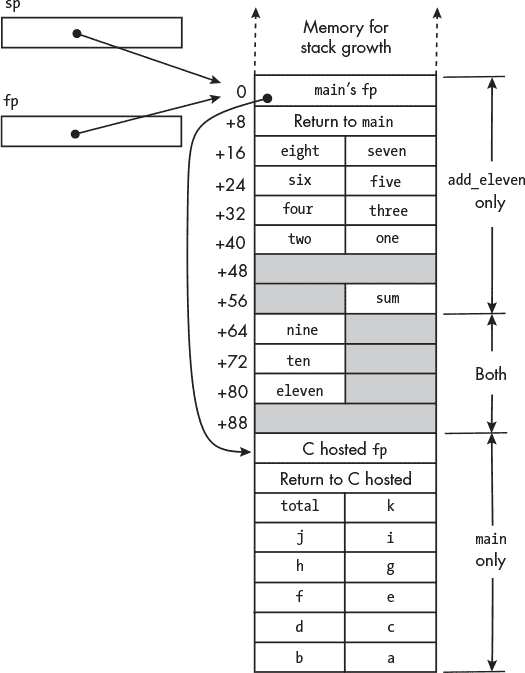 sp
Memory for
stack growth
fp
0 main's fp
+8 Return to main
+16 eight seven
+24 six five
+32 four three
+40 two one
+48
+56 sum
add_eleven
only
+64 nine
+72 ten
+80 eleven
+88
Both
C hosted fp
Return to C hosted
total k
j i
h g
f e
d c
b a
main
only